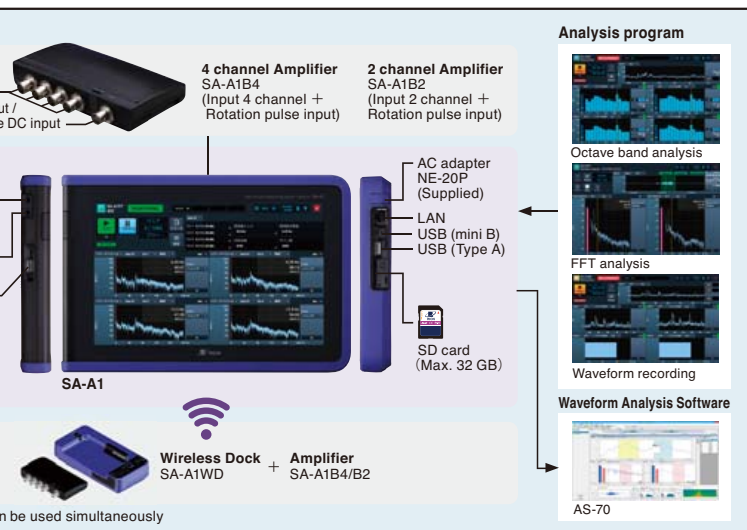 4 channel Amplifier
SA-A1B4
(Input 4 channel +
Rotation pulse input)
2 channel Amplifier
SA-A1B2
(Input 2 channel +
Rotation pulse input)
DC input
AC adapter
NE-20P
(Supplied)
LAN
USB (mini B)
USB (Type A)
SD card
(Max. 32 GB)
SA-A1
Wireless Dock
SA-A1WD
+
Amplifier
SA-A1B4/B2
be used simultaneously
Analysis program
Octave band analysis
FFT analysis
Waveform recording
Waveform Analysis Software
AS-70